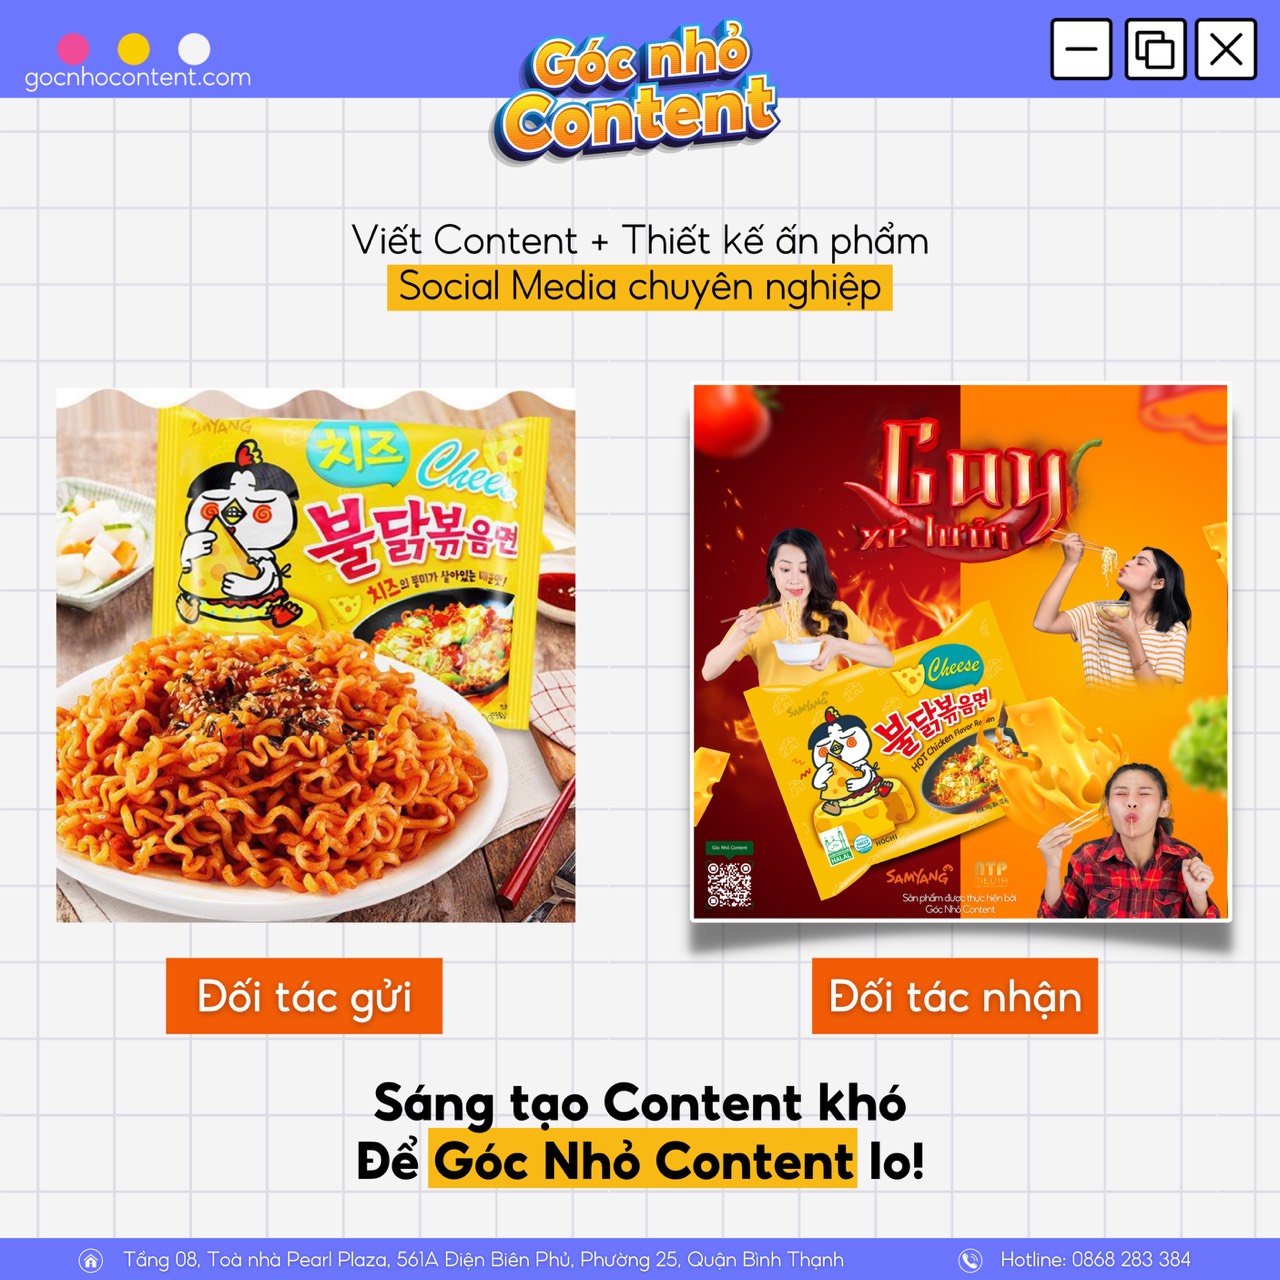 gocnhocontent.com
Góc nhỏ
Content
Viết Content + Thiết kế ấn phẩm
Social Media chuyên nghiệp
SAMYANG
치즈
Cheese
불닭볶음면
치즈의 풍미가 살아있는 매운맛!
Cay
xé lưỡi
Cheese
SAMYANG
불닭볶음면
HOT Chicken Flavor Ramen
HALAL
HOCHI
Góc Nhỏ Content
SAMYANG
NTP
MEDIA
Sản phẩm được thực hiện bởi
Góc Nhỏ Content
Đối tác gửi
Đối tác nhận
Sáng tạo Content khó
Để Góc Nhỏ Content lo!
Tầng 08, Toà nhà Pearl Plaza, 561A Điện Biên Phủ, Phường 25, Quận Bình Thạnh
Hotline: 0868 283 384